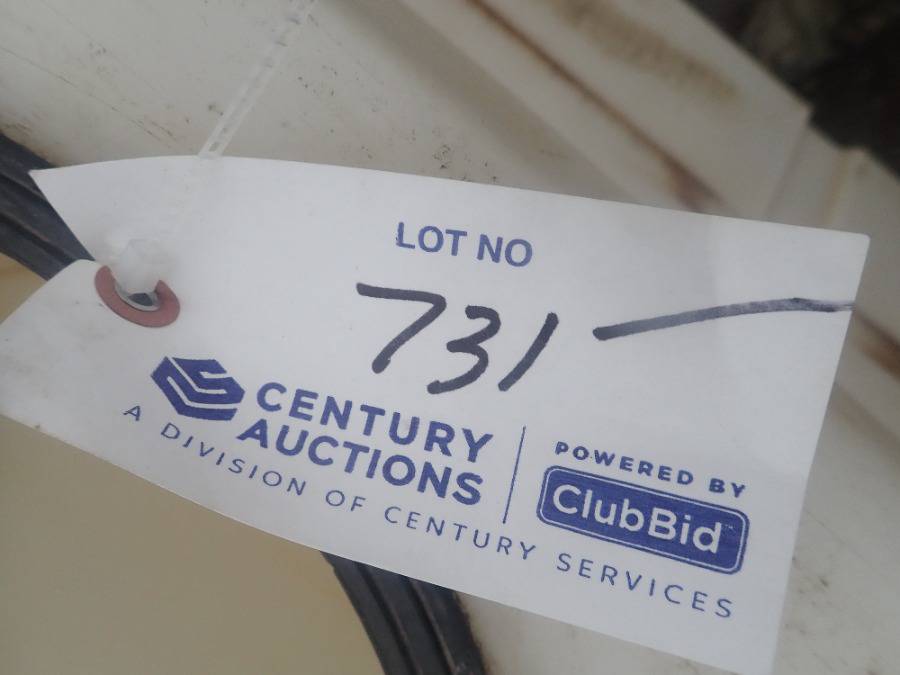 LOT NO
731 —
CENTURY
AUCTIONS
A DIVISION OF CENTURY SERVICES
POWERED BY
ClubBid